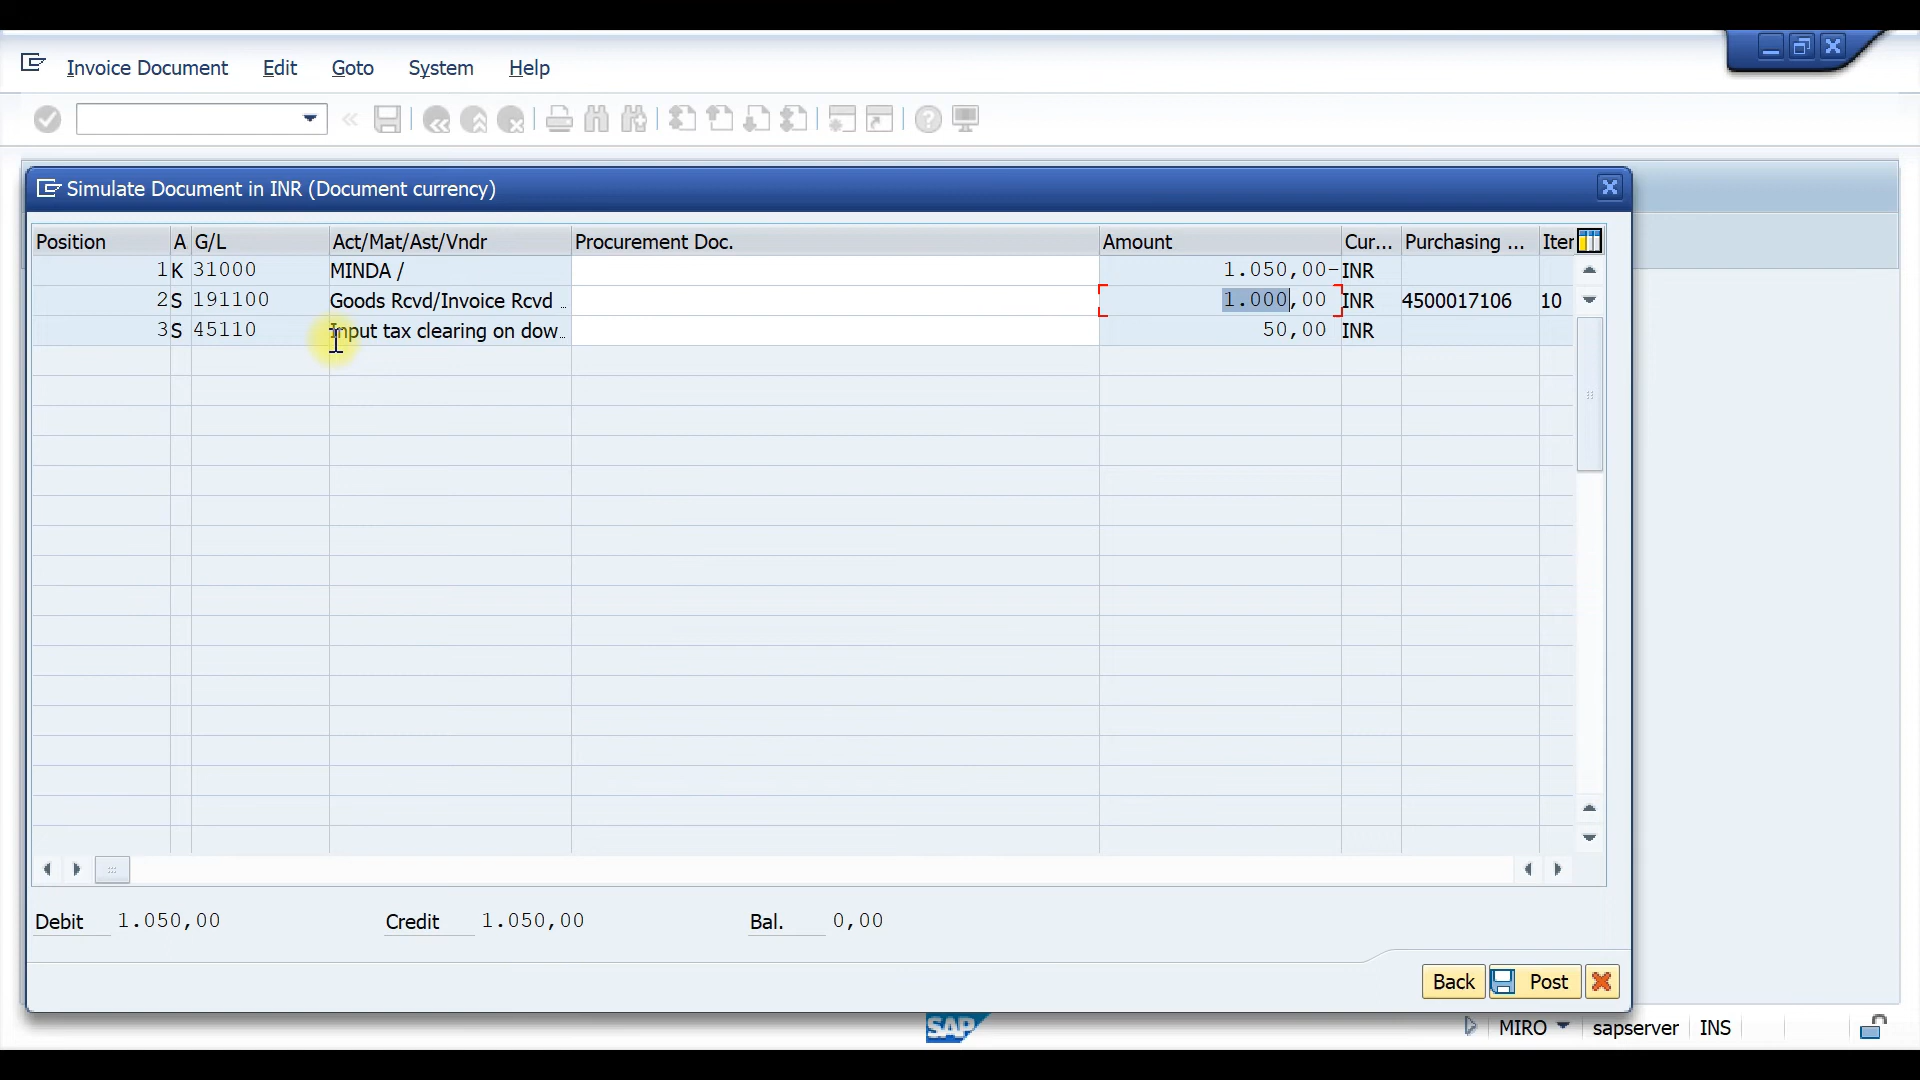 Invoice Document Edit Goto System Help
Simulate Document in INR (Document currency)
Position A G/L Act/Mat/Ast/Vndr Procurement Doc. Amount Cur... Purchasing ... Iter
1 K 31000 MINDA / 1.050,00- INR
2 S 191100 Goods Rcvd/Invoice Rcvd .. 1.000,00 INR 4500017106 10
3 S 45110 Input tax clearing on dow.. 50,00 INR
Debit 1.050,00 Credit 1.050,00 Bal. 0,00
Back Post
SAP MIRO sapserver INS